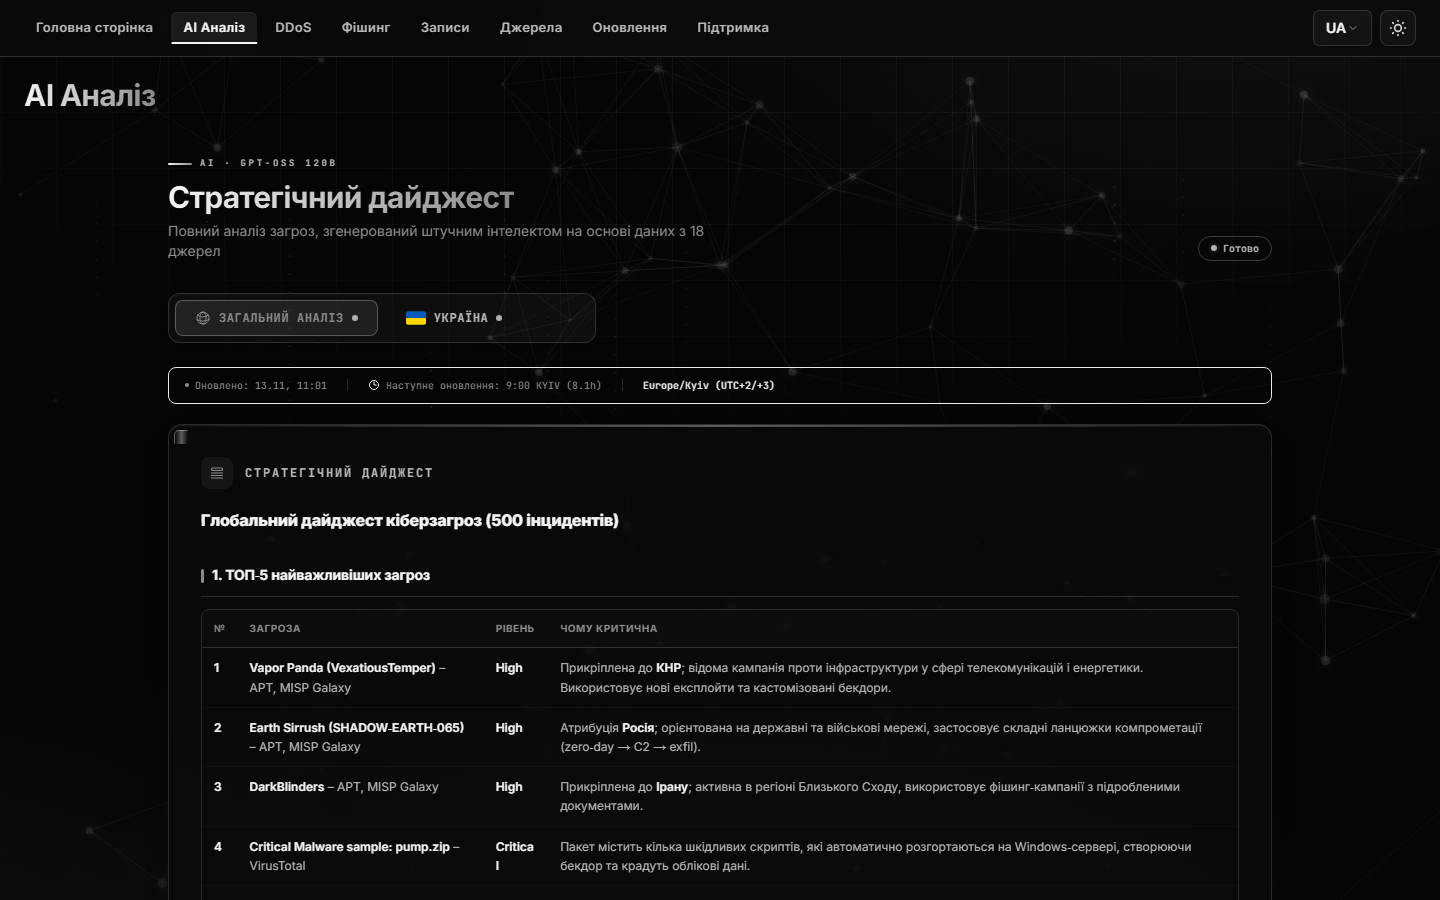 Головна сторінка
AI Аналіз
DDoS
Фішинг
Записи
Джерела
Оновлення
Підтримка
UA
AI Аналіз
AI · GPT-OSS 120B
Стратегічний дайджест
Повний аналіз загроз, згенерований штучним інтелектом на основі даних з 18
джерел
Готово
ЗАГАЛЬНИЙ АНАЛІЗ
УКРАЇНА
Оновлено: 13.11, 11:01
Наступне оновлення: 9:00 KYIV (8.1h)
Europe/Kyiv (UTC+2/+3)
СТРАТЕГІЧНИЙ ДАЙДЖЕСТ
Глобальний дайджест кіберзагроз (500 інцидентів)
1. ТОП-5 найважливіших загроз
№ ЗАГРОЗА РІВЕНЬ ЧОМУ КРИТИЧНА
1 Vapor Panda (VexatiousTemper) – High Прикріплена до КНР; відома кампанія проти інфраструктури у сфері телекомунікацій і енергетики.
APT, MISP Galaxy Використовує нові експлойти та кастомізовані бекдори.
2 Earth Sirrush (SHADOW-EARTH-065) High Атрибуція Росія; орієнтована на державні та військові мережі, застосовує складні ланцюжки компрометації
– APT, MISP Galaxy (zero-day → C2 → exfil).
3 DarkBlinders – APT, MISP Galaxy High Прикріплена до Ірану; активна в регіоні Близького Сходу, використовує фішинг-кампанії з підробленими
документами.
4 Critical Malware sample: pump.zip – Critica Пакет містить кілька шкідливих скриптів, які автоматично розгортаються на Windows-сервері, створюючи
VirusTotal l бекдор та крадуть облікові дані.